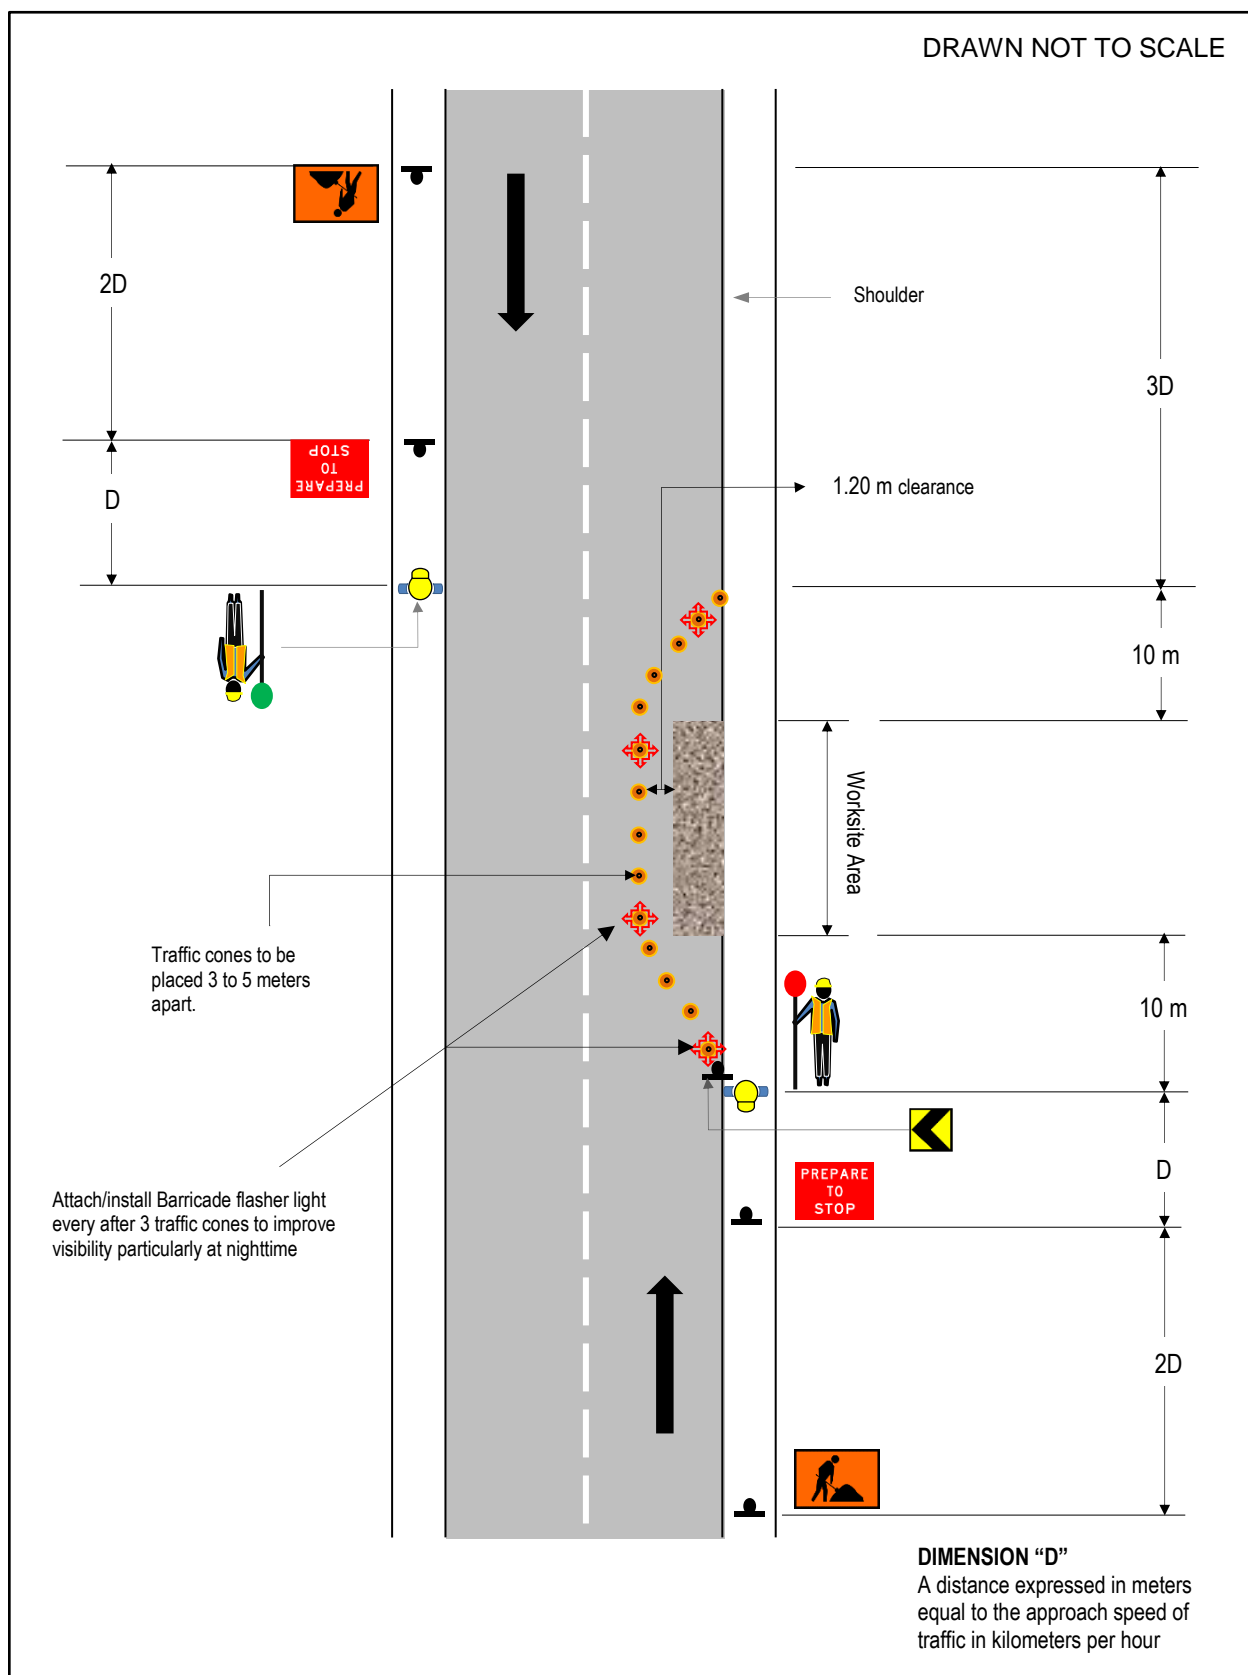 DRAWN NOT TO SCALE
2D
Shoulder
3D
PREPARE
TO
STOP
D
1.20 m clearance
10 m
Worksite Area
Traffic cones to be
placed 3 to 5 meters
apart.
10 m
PREPARE
TO
STOP
D
Attach/install Barricade flasher light
every after 3 traffic cones to improve
visibility particularly at nighttime
2D
DIMENSION “D”
A distance expressed in meters
equal to the approach speed of
traffic in kilometers per hour